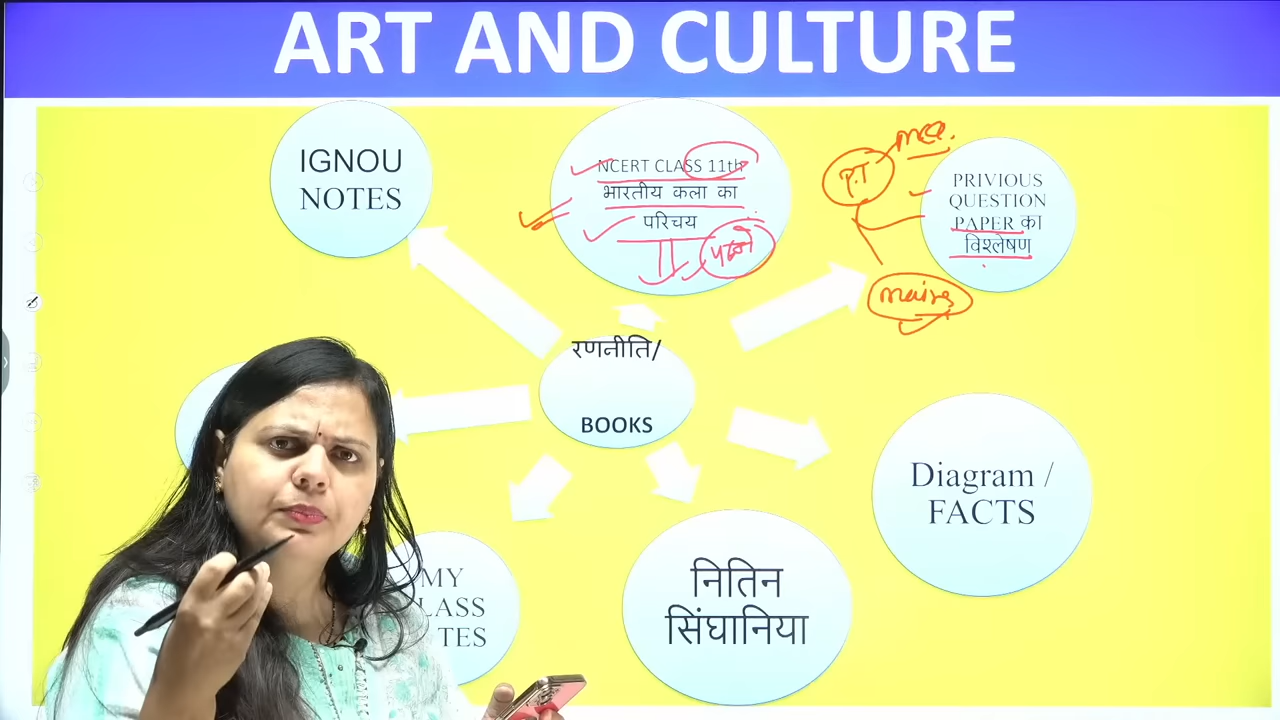 ART AND CULTURE
IGNOU
NOTES
NCERT CLASS 11th
भारतीय कला का
परिचय
P.T
MCQ.
PRIVIOUS
QUESTION
PAPER का
विश्लेषण
mains
रणनीति/
BOOKS
Diagram /
FACTS
नितिन
सिंघानिया
MY
LASS
TES